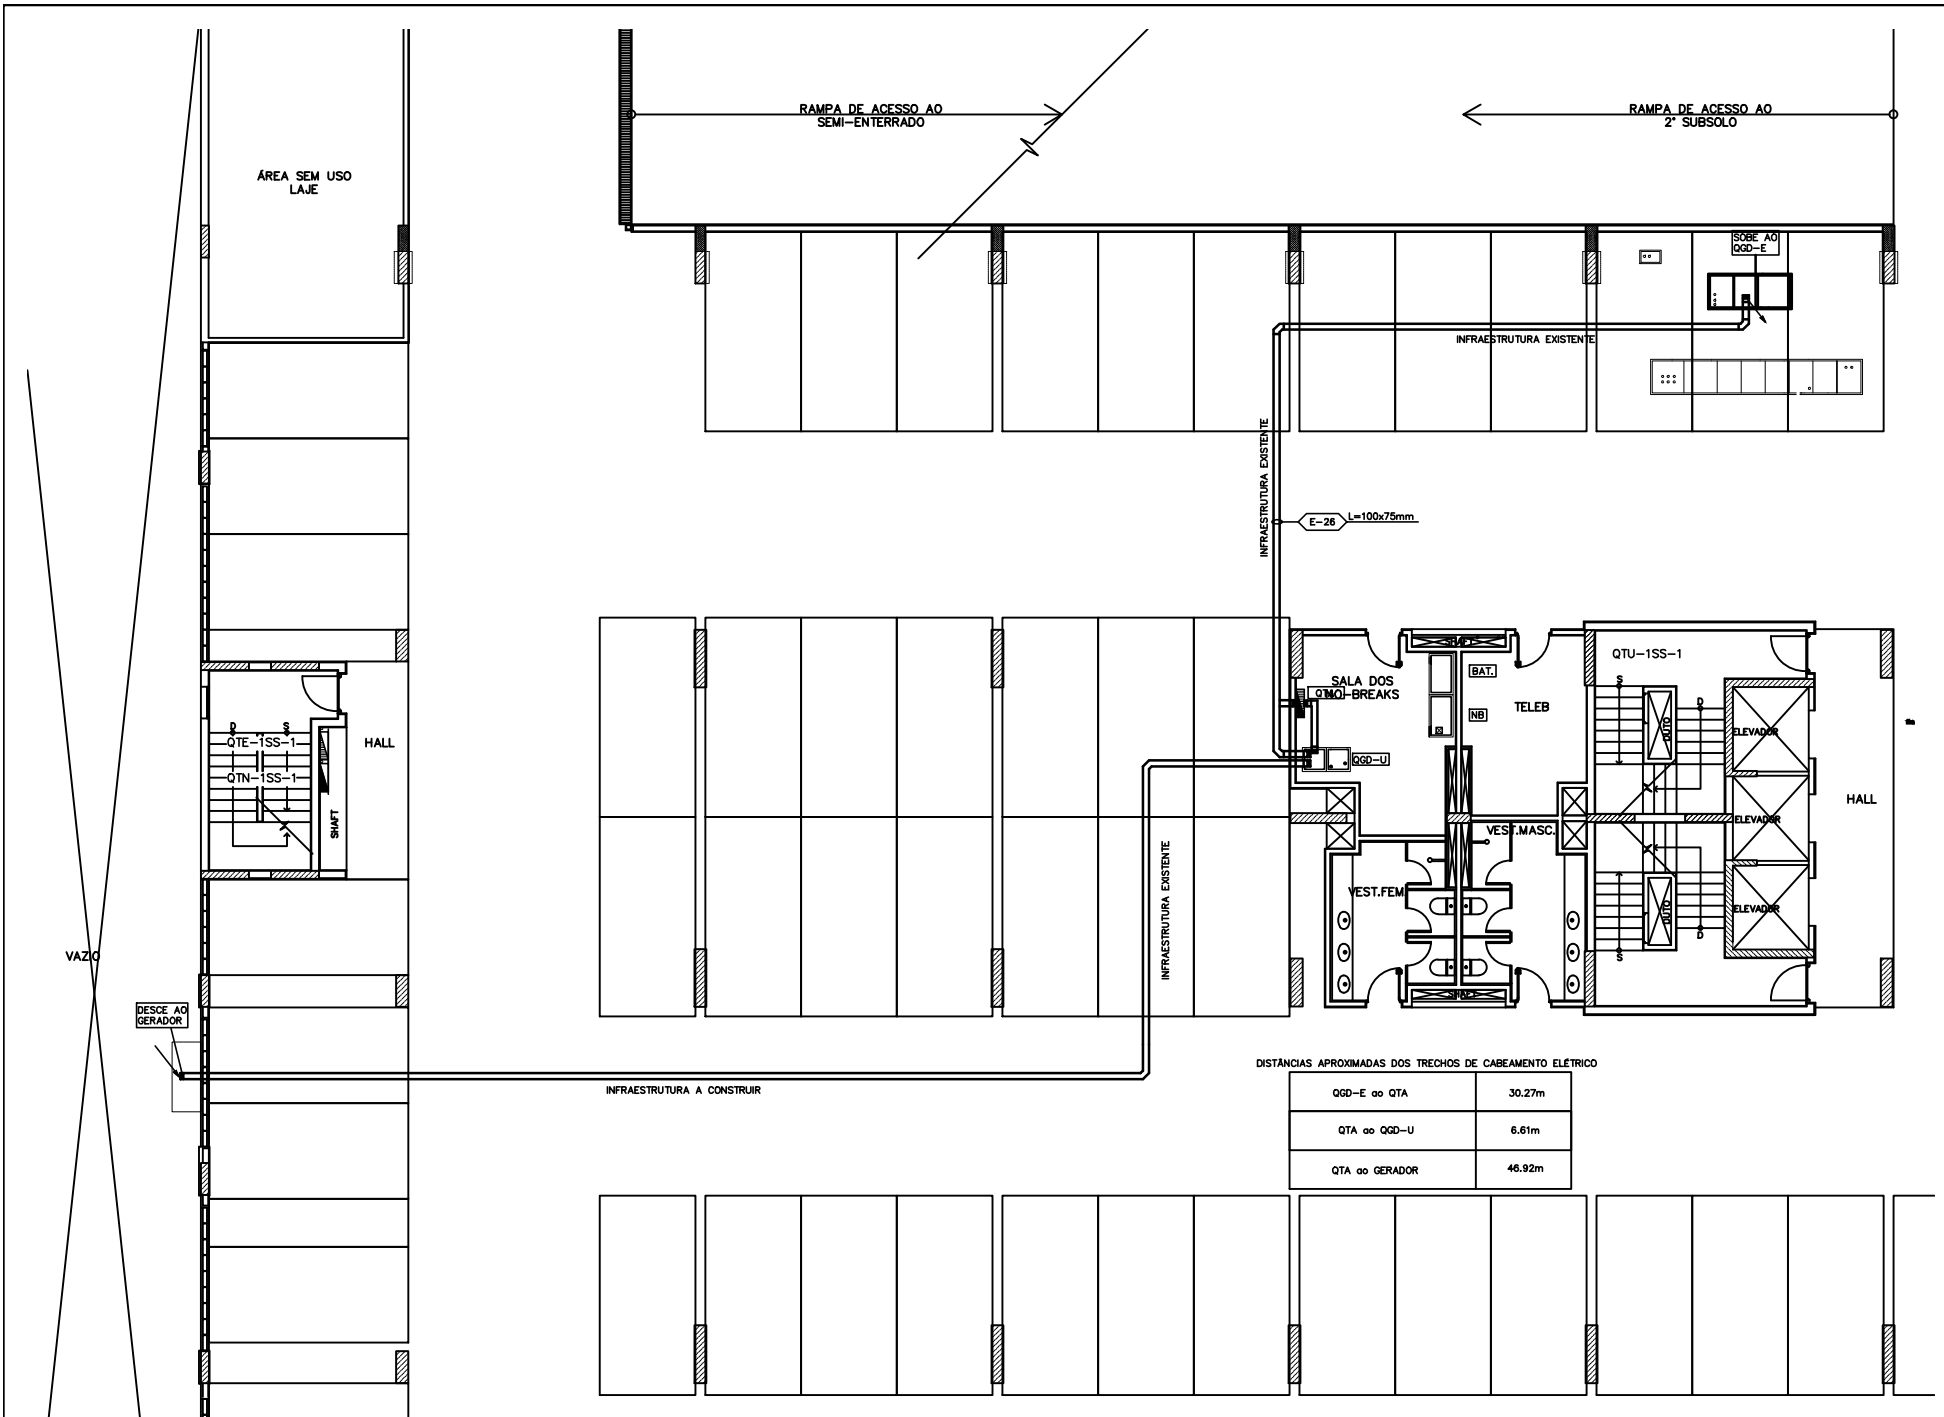 RAMPA DE ACESSO AO
SEMI-ENTERRADO
RAMPA DE ACESSO AO
2° SUBSOLO
ÁREA SEM USO
LAJE
SOBE AO
QGD-E
INFRAESTRUTURA EXISTENTE
INFRAESTRUTURA EXISTENTE
E-26
L=100x75mm
SHAFT
QTU-1SS-1
BAT.
SALA DOS
NO-BREAKS
QTA
TELEB
NB
S
D
DUTO
ELEVADOR
HALL
D
S
QTE-1SS-1
QTN-1SS-1
SHAFT
QGD-U
HALL
ELEVADOR
VEST.MASC.
INFRAESTRUTURA EXISTENTE
VEST.FEM.
DUTO
ELEVADOR
D
S
VAZIO
SHAFT
DESCE AO
GERADOR
INFRAESTRUTURA A CONSTRUIR
DISTÂNCIAS APROXIMADAS DOS TRECHOS DE CABEAMENTO ELÉTRICO
QGD-E ao QTA 30.27m
QTA ao QGD-U 6.61m
QTA ao GERADOR 46.92m